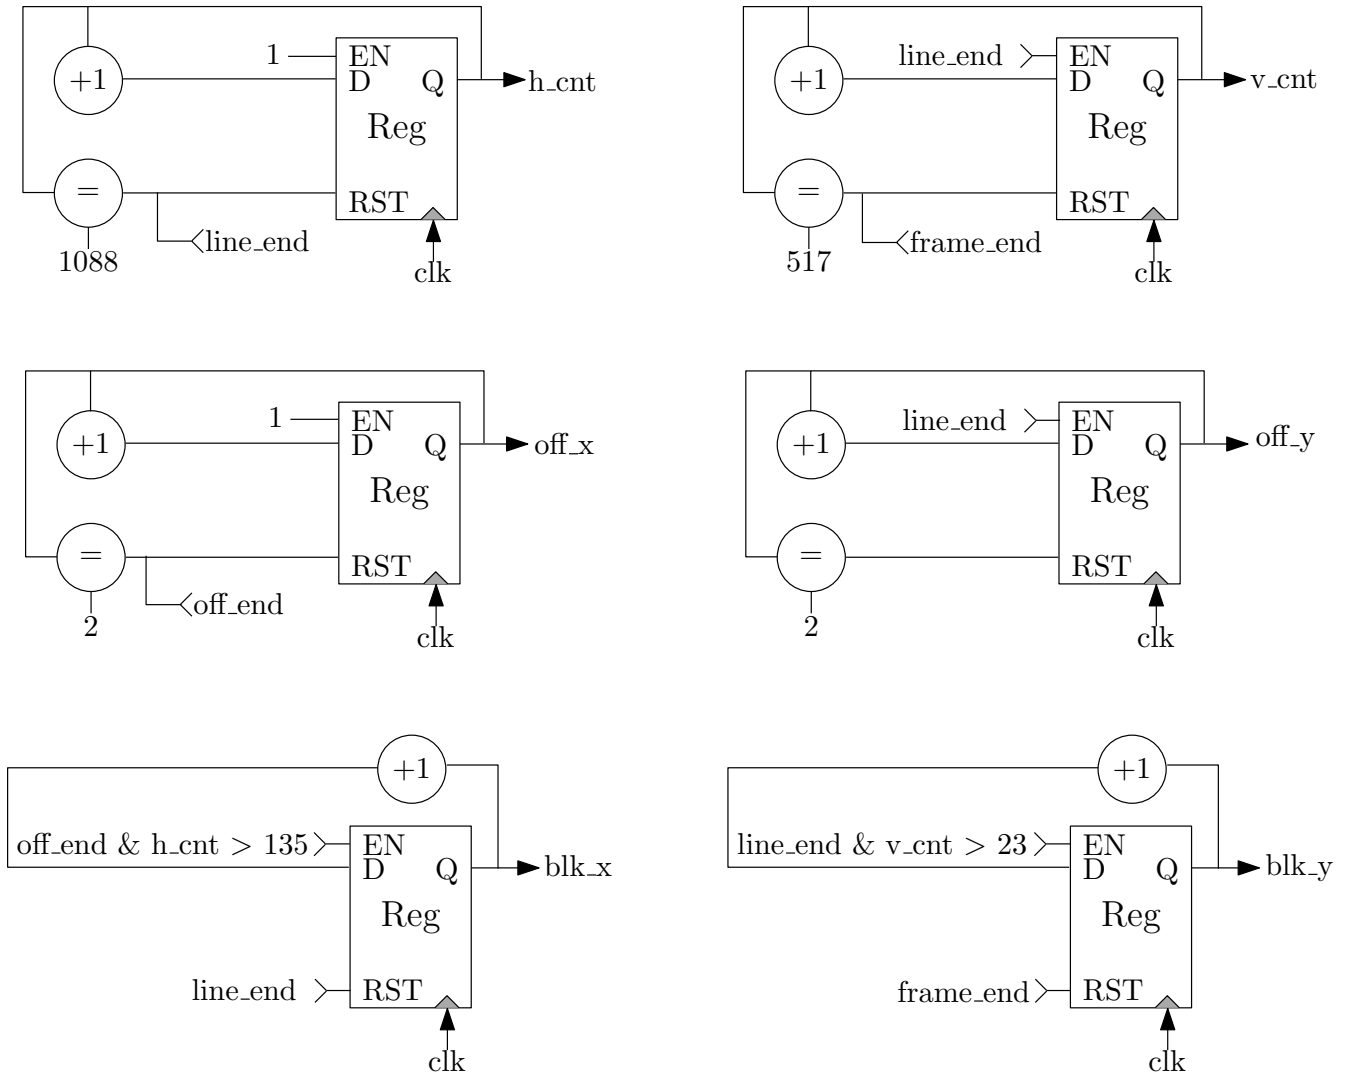 +1
1
EN
D
Q
Reg
h_cnt
=
RST
line_end
1088
clk
+1
line_end
EN
D
Q
Reg
v_cnt
=
RST
frame_end
517
clk
+1
1
EN
D
Q
Reg
off_x
=
RST
off_end
2
clk
+1
line_end
EN
D
Q
Reg
off_y
=
RST
2
clk
+1
off_end & h_cnt > 135
EN
D
Q
Reg
blk_x
line_end
RST
clk
+1
line_end & v_cnt > 23
EN
D
Q
Reg
blk_y
frame_end
RST
clk